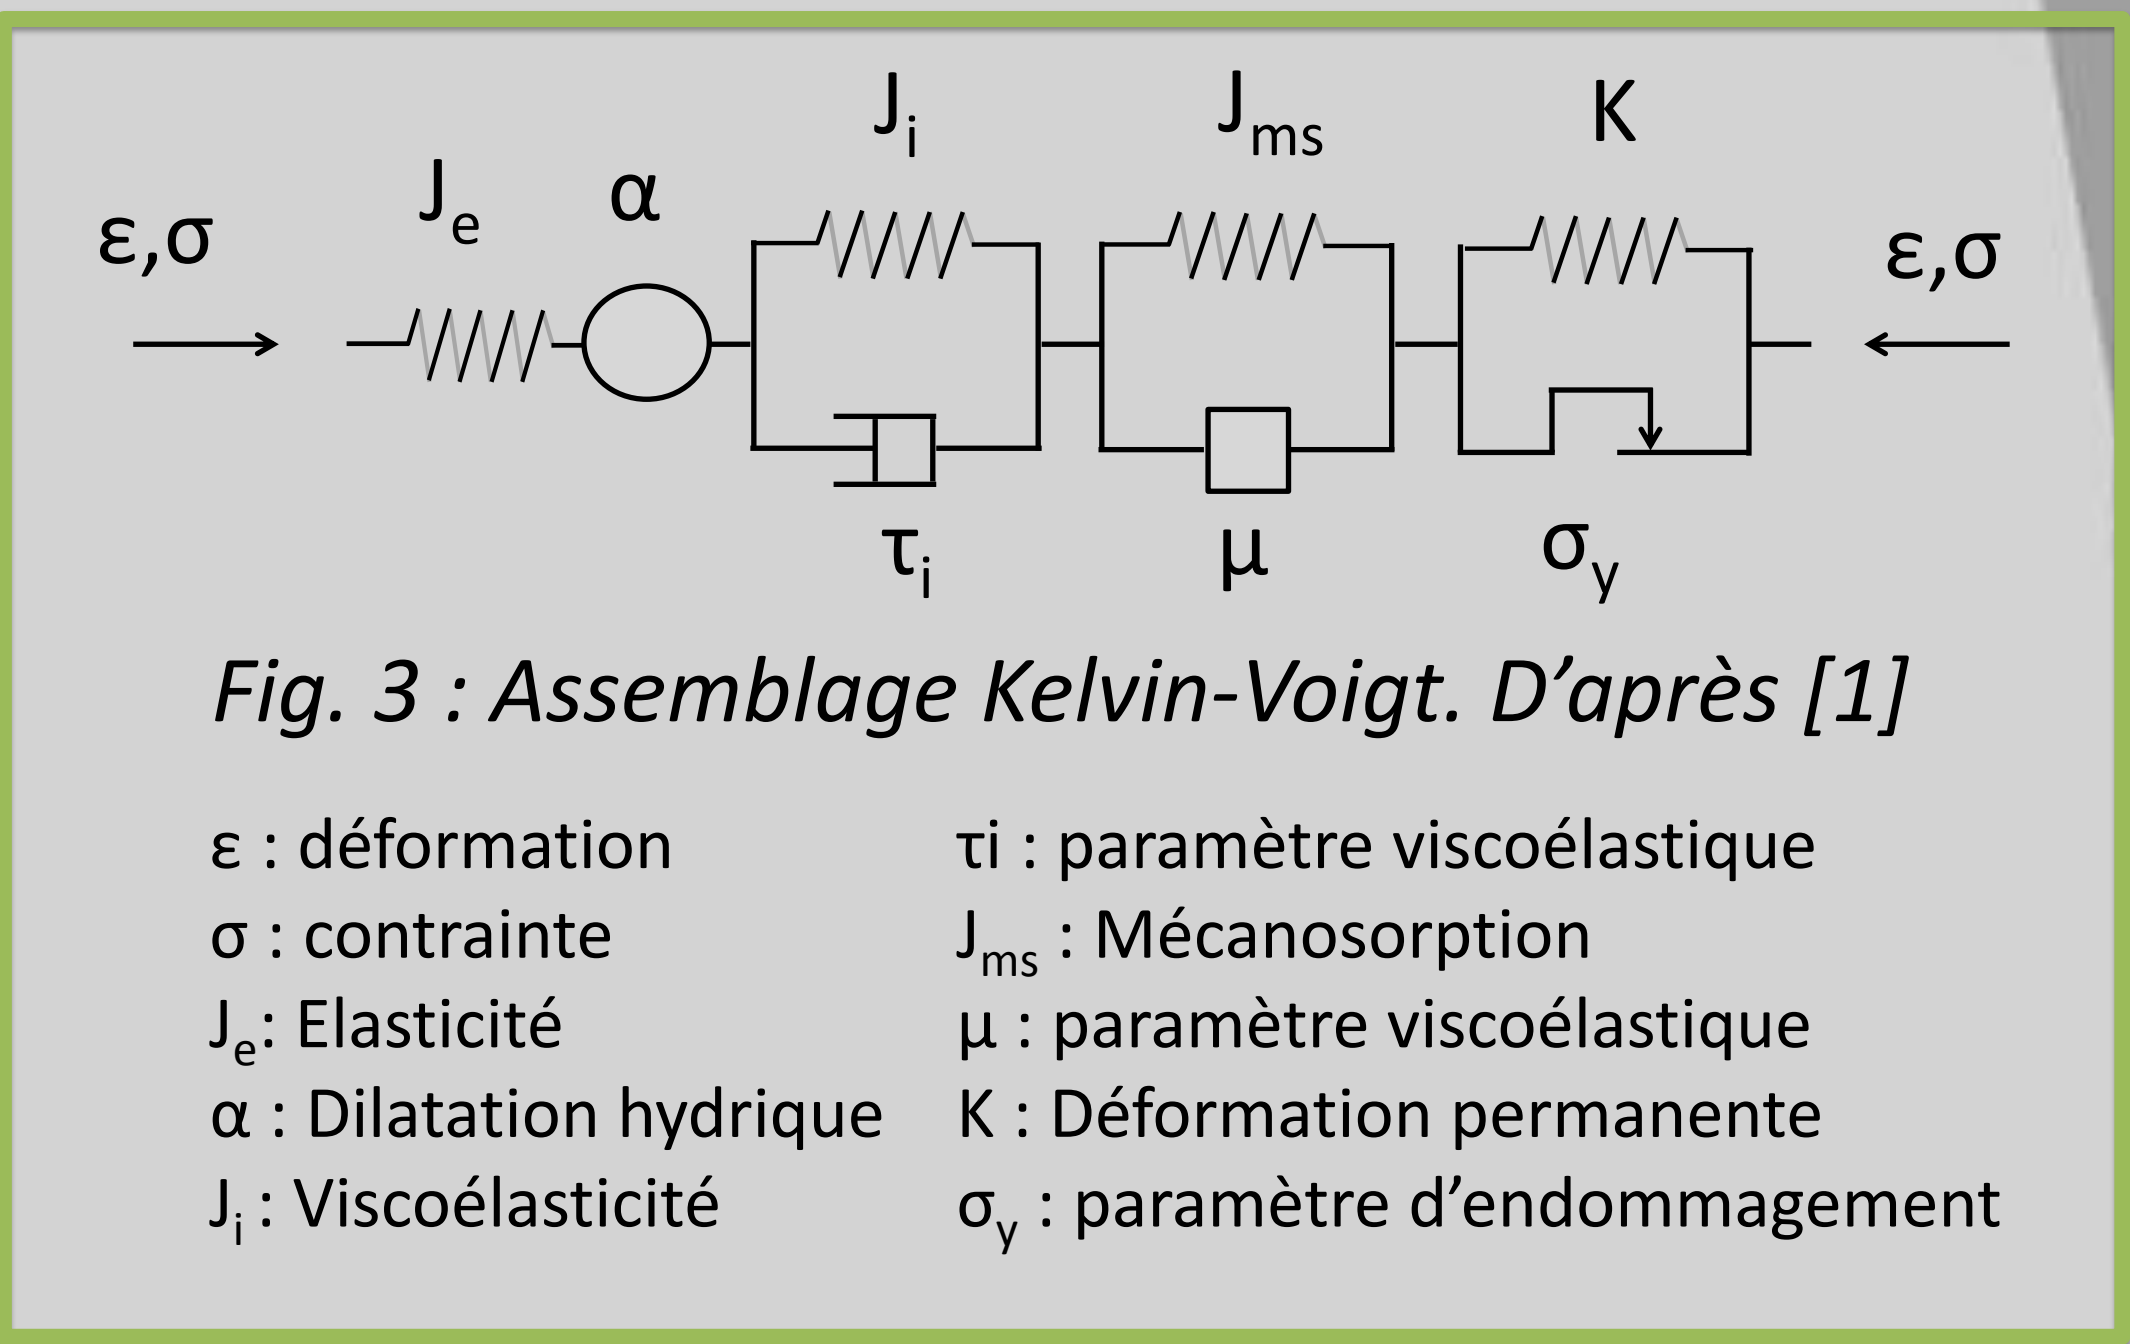 J_i J_ms K
J_e α
ε,σ ε,σ
τ_i μ σ_y
Fig. 3 : Assemblage Kelvin-Voigt. D’après [1]
ε : déformation
σ : contrainte
J_e: Elasticité
α : Dilatation hydrique
J_i : Viscoélasticité
τi : paramètre viscoélastique
J_ms : Mécanosorption
μ : paramètre viscoélastique
K : Déformation permanente
σ_y : paramètre d’endommagement